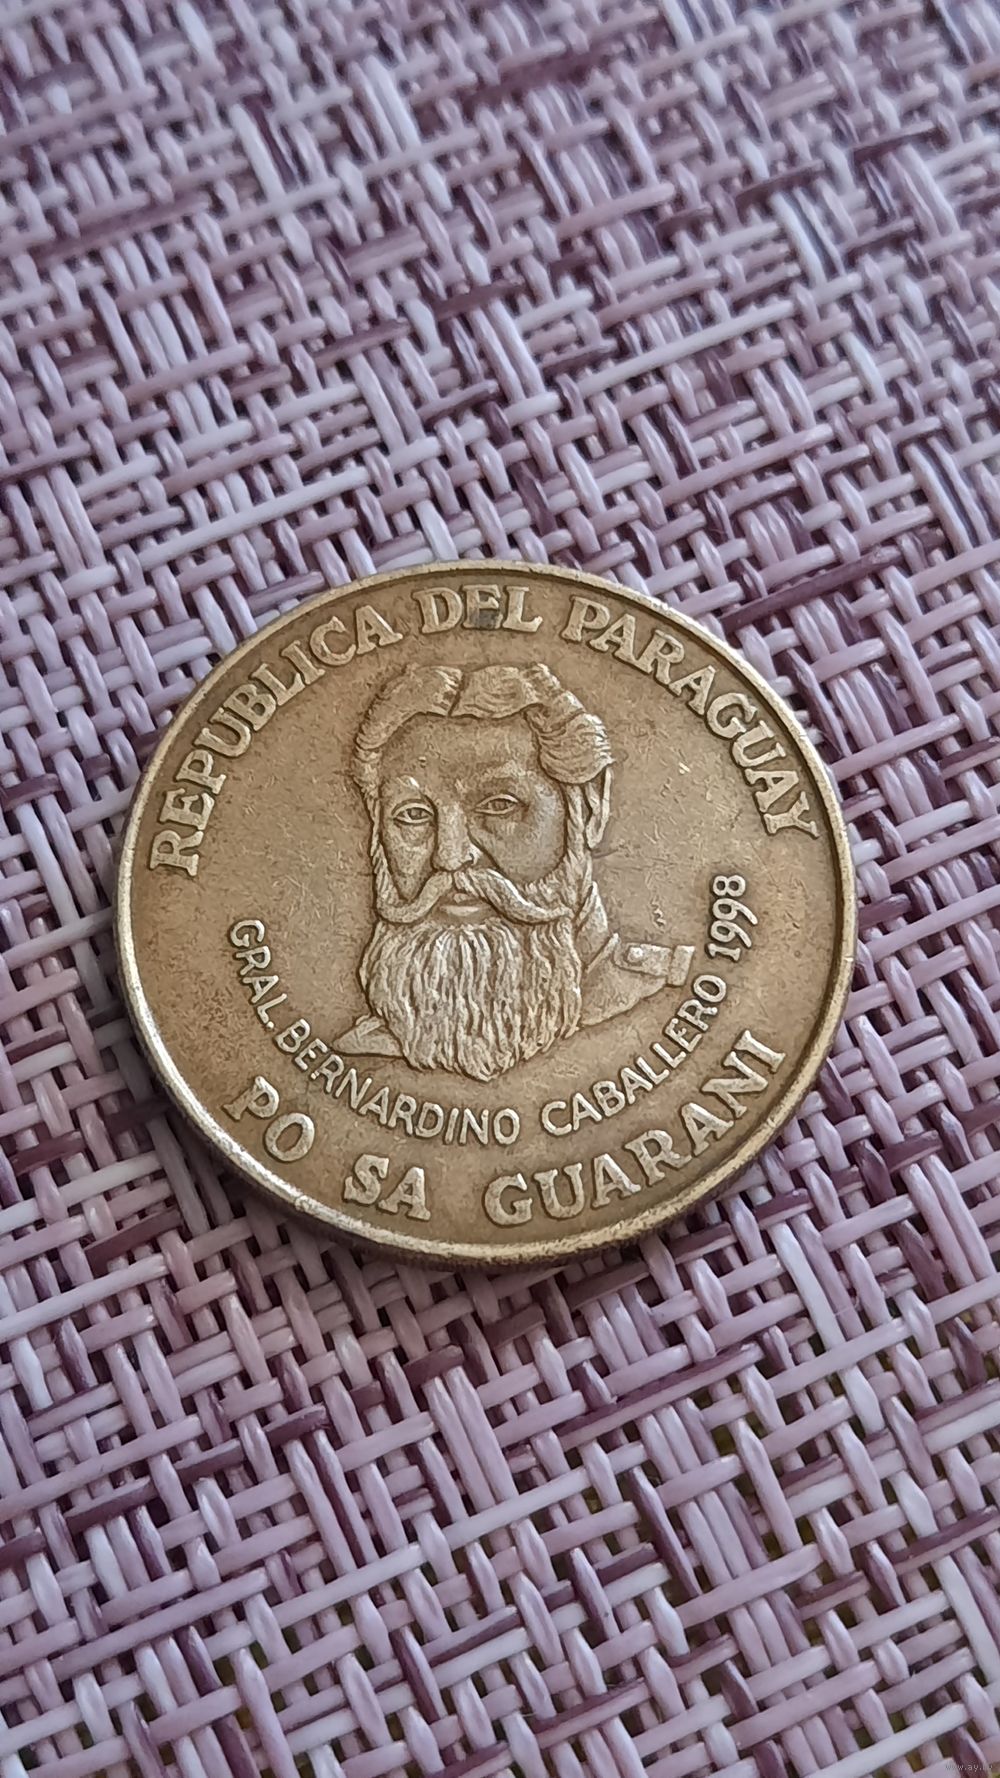 REPUBLICA DEL PARAGUAY
GRAL. BERNARDINO CABALLERO 1998
PO SA GUARANI